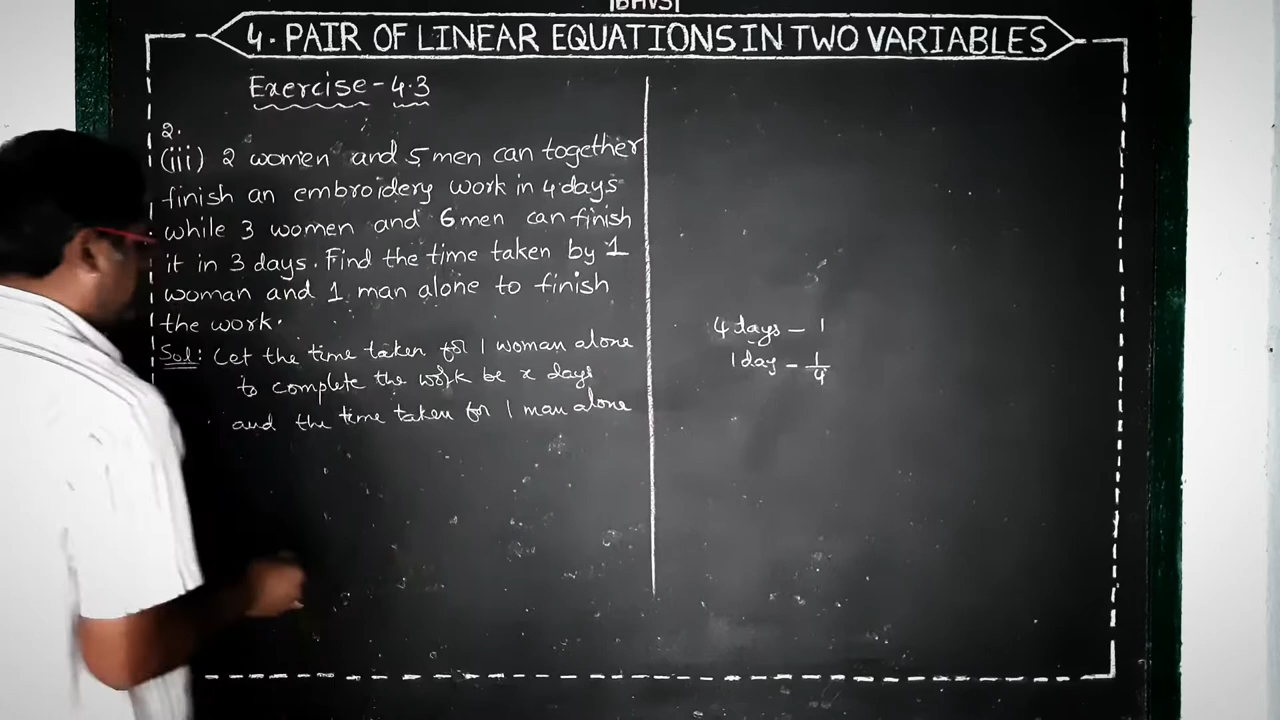 4. PAIR OF LINEAR EQUATIONS IN TWO VARIABLES
Exercise - 4.3
2.
(iii) 2 women and 5 men can together
finish an embroidery work in 4 days
while 3 women and 6 men can finish
it in 3 days. Find the time taken by 1
woman and 1 man alone to finish
the work.
Sol: Let the time taken for 1 woman alone
to complete the work be x days
and the time taken for 1 man alone
4 days - 1
1 day - 1/4